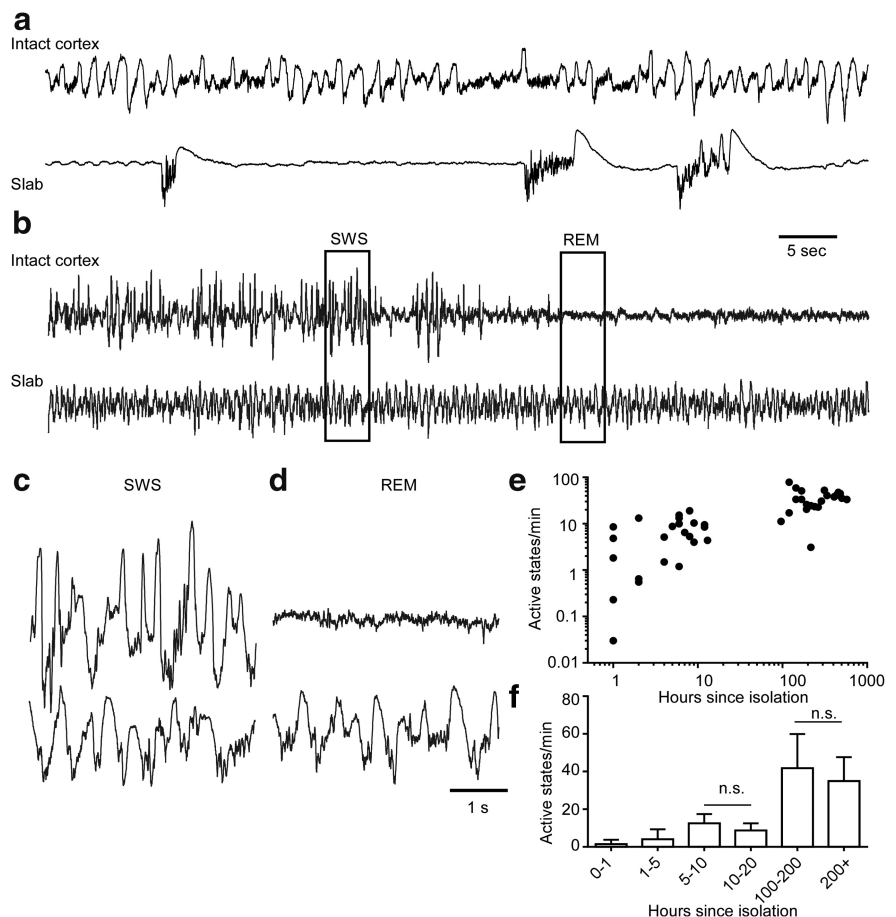 a
Intact cortex
Slab
b
5 sec
SWS
REM
Intact cortex
Slab
c
SWS
d
REM
1 s
e
Active states/min
100
10
1
0.1
0.01
1
10
100
1000
Hours since isolation
f
Active states/min
80
60
40
20
0
n.s.
n.s.
0-1
1-5
5-10
10-20
100-200
200+
Hours since isolation